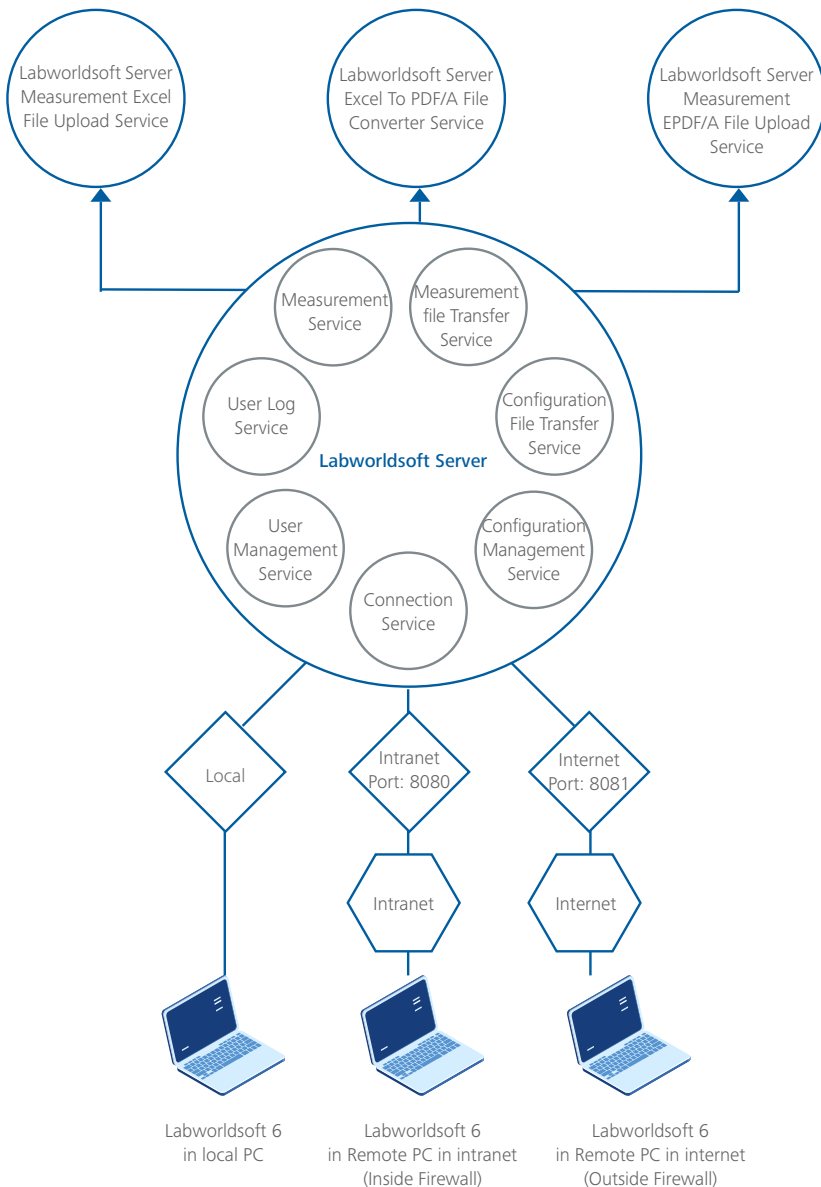 Labworldsoft Server
Measurement Excel
File Upload Service
Labworldsoft Server
Excel To PDF/A File
Converter Service
Labworldsoft Server
Measurement
EPDF/A File Upload
Service
Measurement
Service
Measurement
file Transfer
Service
User Log
Service
Configuration
File Transfer
Service
Labworldsoft Server
User
Management
Service
Configuration
Management
Service
Connection
Service
Local
Intranet
Port: 8080
Internet
Port: 8081
Intranet
Internet
Labworldsoft 6
in local PC
Labworldsoft 6
in Remote PC in intranet
(Inside Firewall)
Labworldsoft 6
in Remote PC in internet
(Outside Firewall)